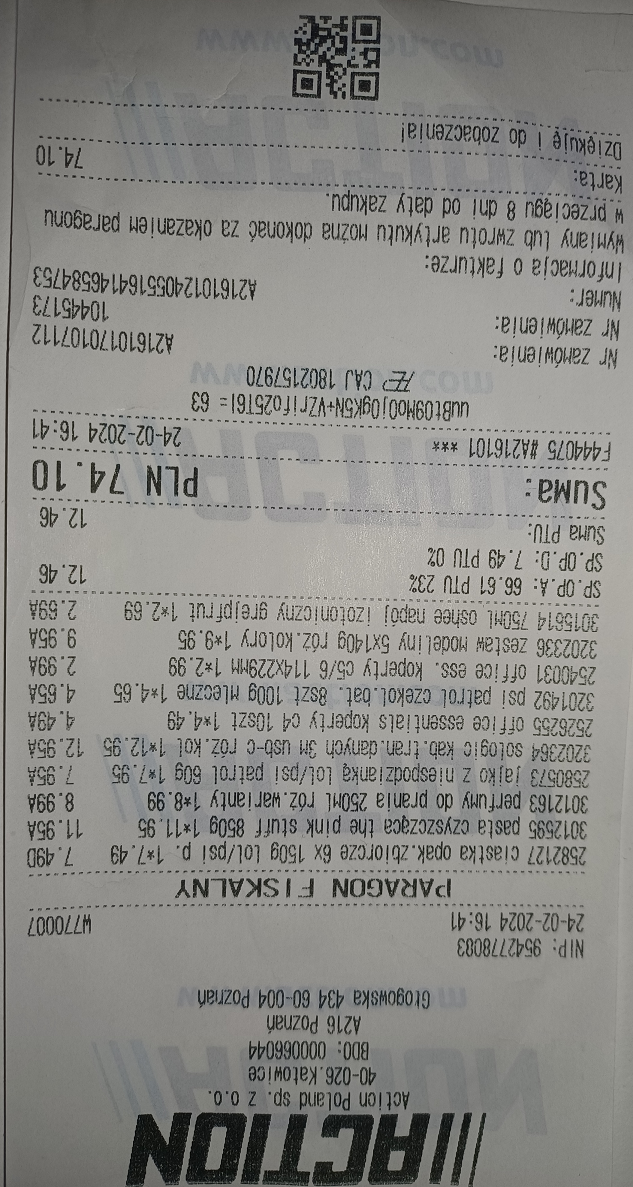 ACTION
Action Poland sp. z o.o.
40-026.Katowice
BDO: 000066044
A216 Poznań
Głogowska 434 60-004 Poznań
NIP: 9542778083
24-02-2024 16:41 W770007
PARAGON FISKALNY
2582127 ciastka opak.zbiorcze 6x 150g lol/psi p. 1*7.49 7.49D
3012595 pasta czyszcząca the pink stuff 850g 1*11.95 11.95A
3012163 perfumy do prania 250ml róż.warianty 1*8.99 8.99A
2580573 jajko z niespodzianką lol/psi patrol 60g 1*7.95 7.95A
3202364 sologic kab.tran.danych 3m usb-c róż.kol 1*12.95 12.95A
2526255 office essentials koperty c4 10szt 1*4.49 4.49A
3201492 psi patrol czekol.bat. 8szt 100g mleczne 1*4.65 4.65A
2540031 office ess. koperty c5/6 114x229mm 1*2.99 2.99A
3202336 zestaw modeliny 5x140g róż.kolory 1*9.95 9.95A
3015614 750ml oshee napój izotoniczny grejpfrut 1*2.69 2.69A
SP.OP.A: 66.61 PTU 23% 12.46
SP.OP.D: 7.49 PTU 0%
Suma PTU: 12.46
Suma: PLN 74.10
F444075 #A216101 *** 24-02-2024 16:41
uuBt09Mo0j0gK5N+VZrifo25T6I= 63
CAJ 1802157970
Nr zamówienia: A21610170107112
Nr zamówienia: 10445173
Numer: A21610124055164146584753
Informacja o fakturze:
Wymiany lub zwrotu artykułu można dokonać za okazaniem paragonu
w przeciągu 8 dni od daty zakupu.
Karta: 74.10
Dziękuję i do zobaczenia!